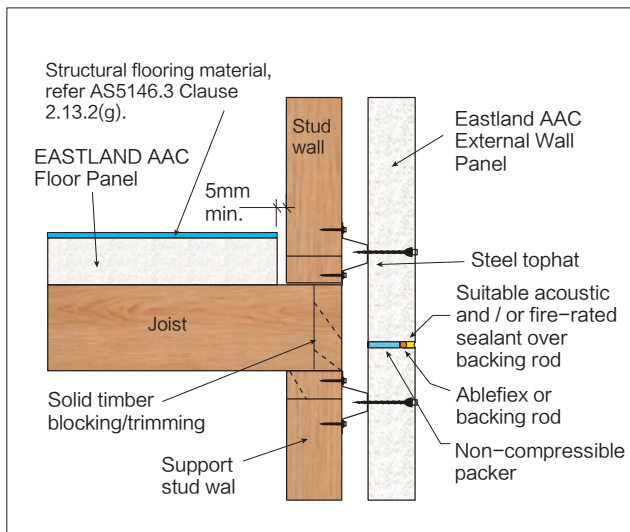 Structural flooring material,
refer AS5146.3 Clause
2.13.2(g).
EASTLAND AAC
Floor Panel
5mm
min.
Stud
wall
Eastland AAC
External Wall
Panel
Steel tophat
Suitable acoustic
and / or fire-rated
sealant over
backing rod
Joist
Ablefiex or
backing rod
Solid timber
blocking/trimming
Non-compressible
packer
Support
stud wal